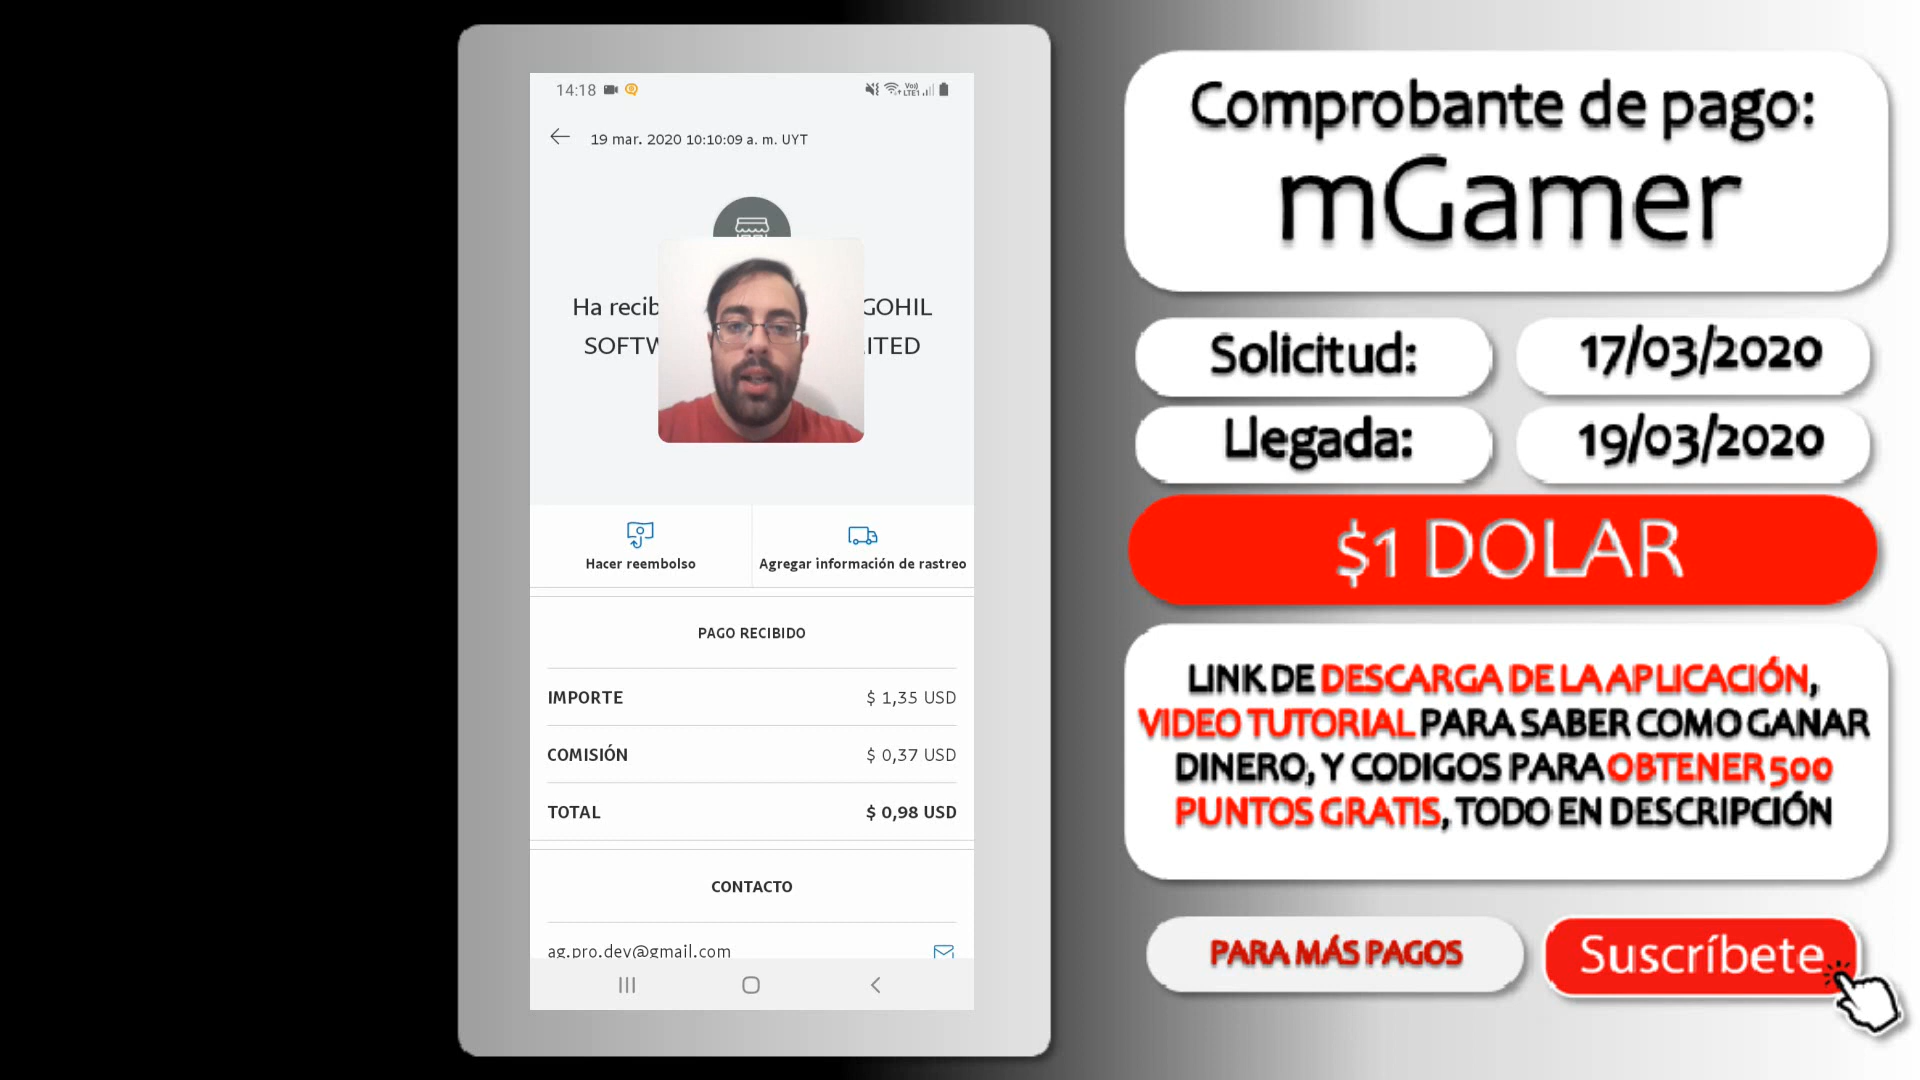 14:18
Vo))
LTE1
19 mar. 2020 10:10:09 a. m. UYT
Ha recib GOHIL
SOFTW ITED
Hacer reembolso
Agregar información de rastreo
PAGO RECIBIDO
IMPORTE $ 1,35 USD
COMISIÓN $ 0,37 USD
TOTAL $ 0,98 USD
CONTACTO
ag.pro.dev@gmail.com
Comprobante de pago:
mGamer
Solicitud: 17/03/2020
Llegada: 19/03/2020
$1 DOLAR
LINK DE DESCARGA DE LA APLICACIÓN,
VIDEO TUTORIAL PARA SABER COMO GANAR
DINERO, Y CODIGOS PARA OBTENER 500
PUNTOS GRATIS, TODO EN DESCRIPCIÓN
PARA MÁS PAGOS
Suscríbete